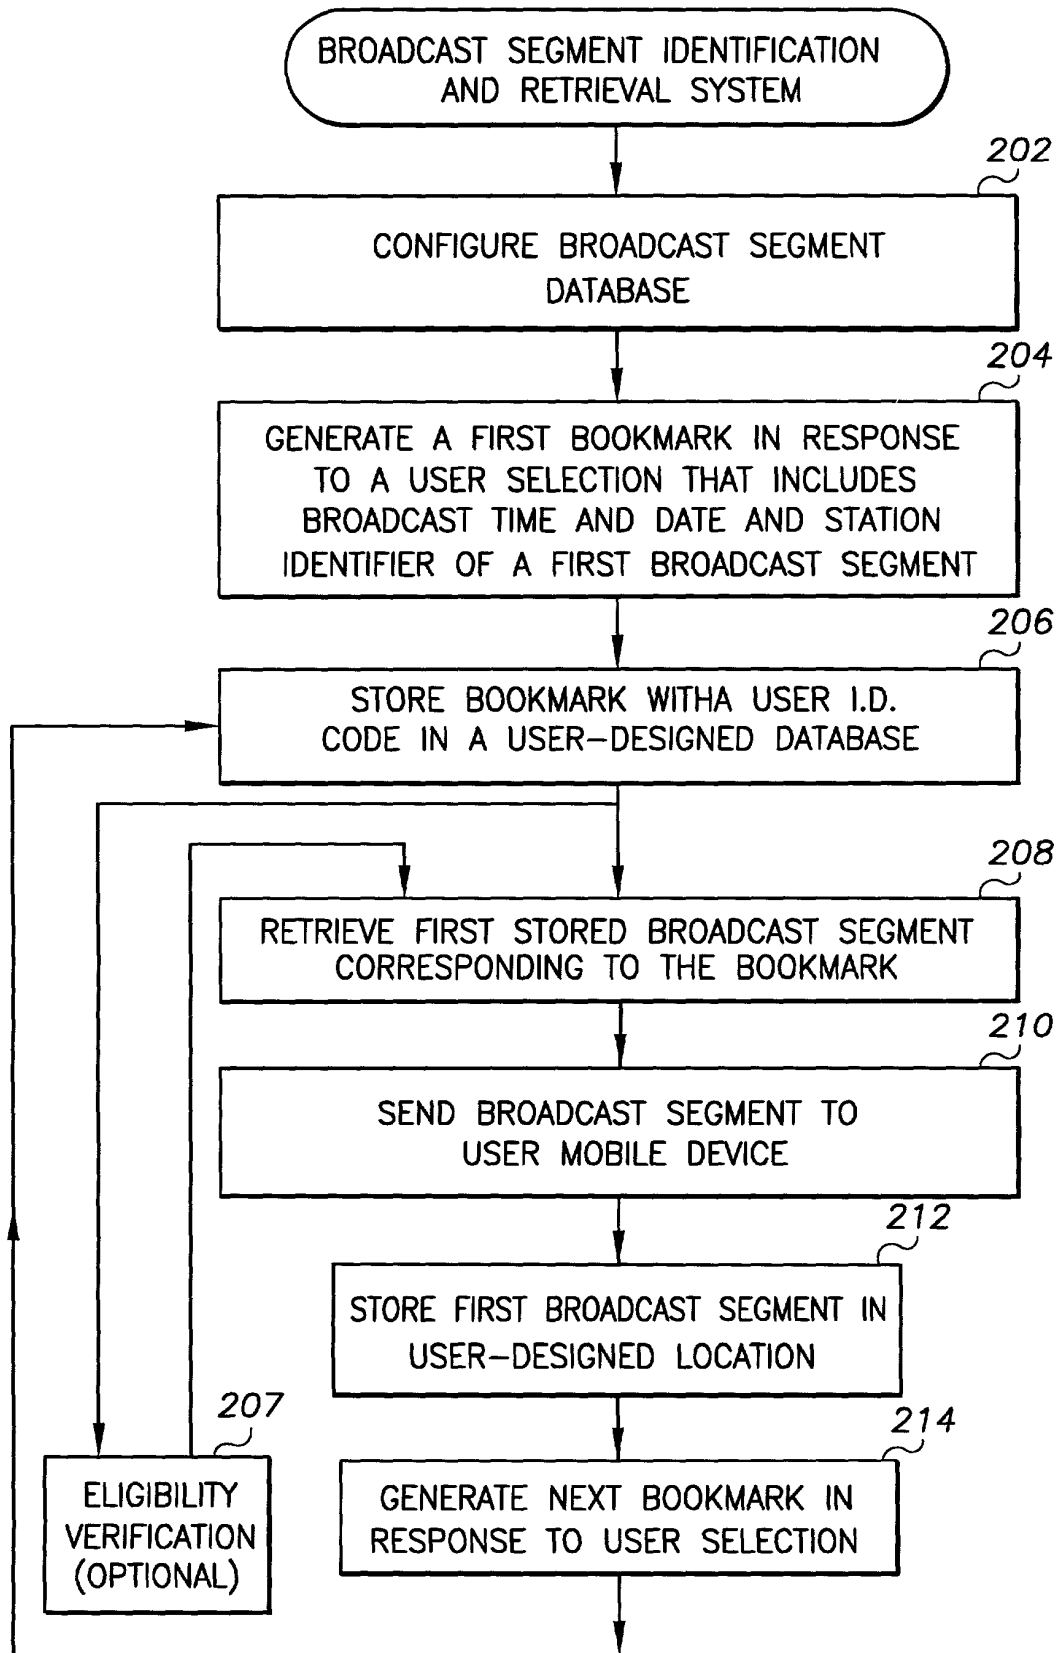 BROADCAST SEGMENT IDENTIFICATION
AND RETRIEVAL SYSTEM
202
CONFIGURE BROADCAST SEGMENT
DATABASE
204
GENERATE A FIRST BOOKMARK IN RESPONSE
TO A USER SELECTION THAT INCLUDES
BROADCAST TIME AND DATE AND STATION
IDENTIFIER OF A FIRST BROADCAST SEGMENT
206
STORE BOOKMARK WITHA USER I.D.
CODE IN A USER-DESIGNED DATABASE
208
RETRIEVE FIRST STORED BROADCAST SEGMENT
CORRESPONDING TO THE BOOKMARK
210
SEND BROADCAST SEGMENT TO
USER MOBILE DEVICE
212
STORE FIRST BROADCAST SEGMENT IN
USER-DESIGNED LOCATION
207
ELIGIBILITY
VERIFICATION
(OPTIONAL)
214
GENERATE NEXT BOOKMARK IN
RESPONSE TO USER SELECTION